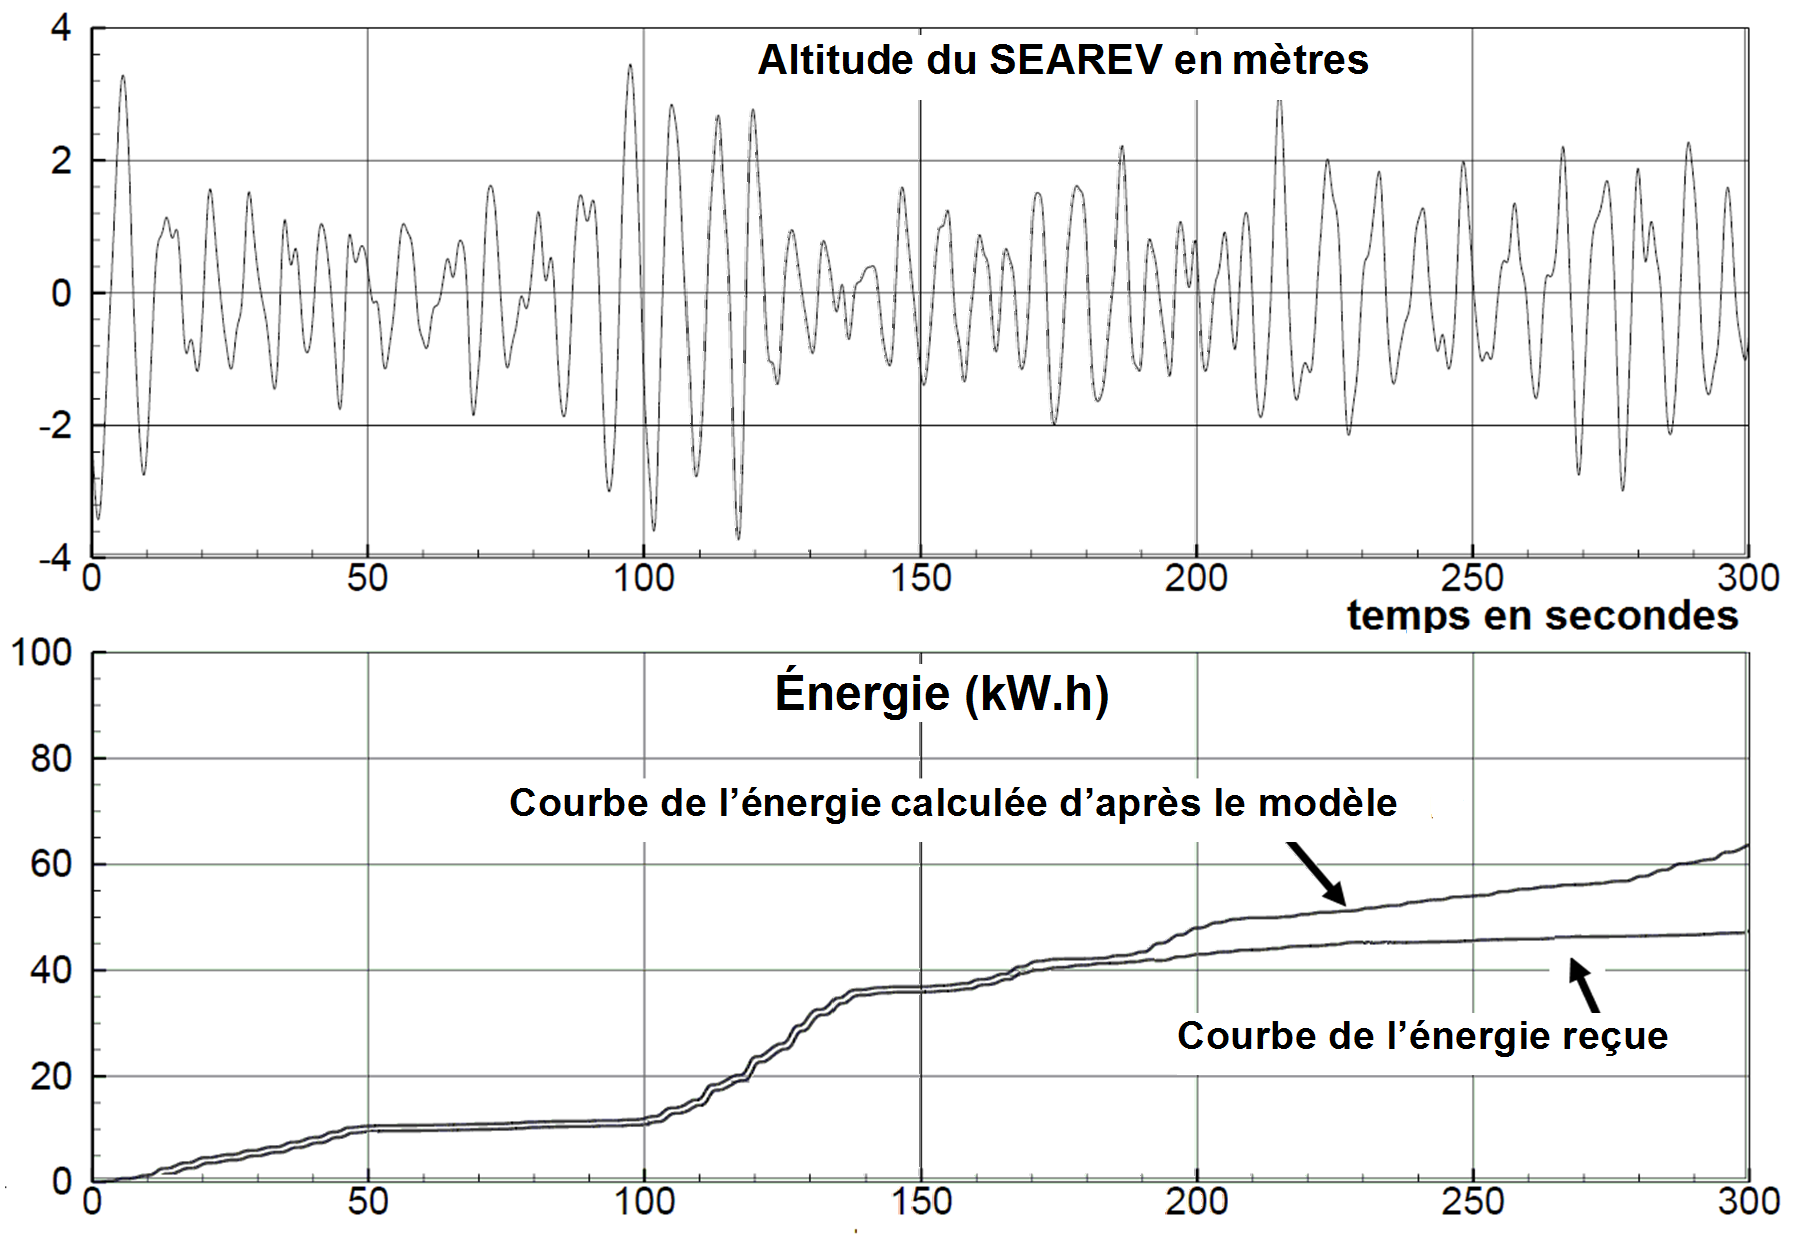 Altitude du SEAREV en mètres
4
2
0
-2
-4
0 50 100 150 200 250 300
temps en secondes
Énergie (kW.h)
100
80
Courbe de l’énergie calculée d’après le modèle
60
40
Courbe de l’énergie reçue
20
0
0 50 100 150 200 250 300